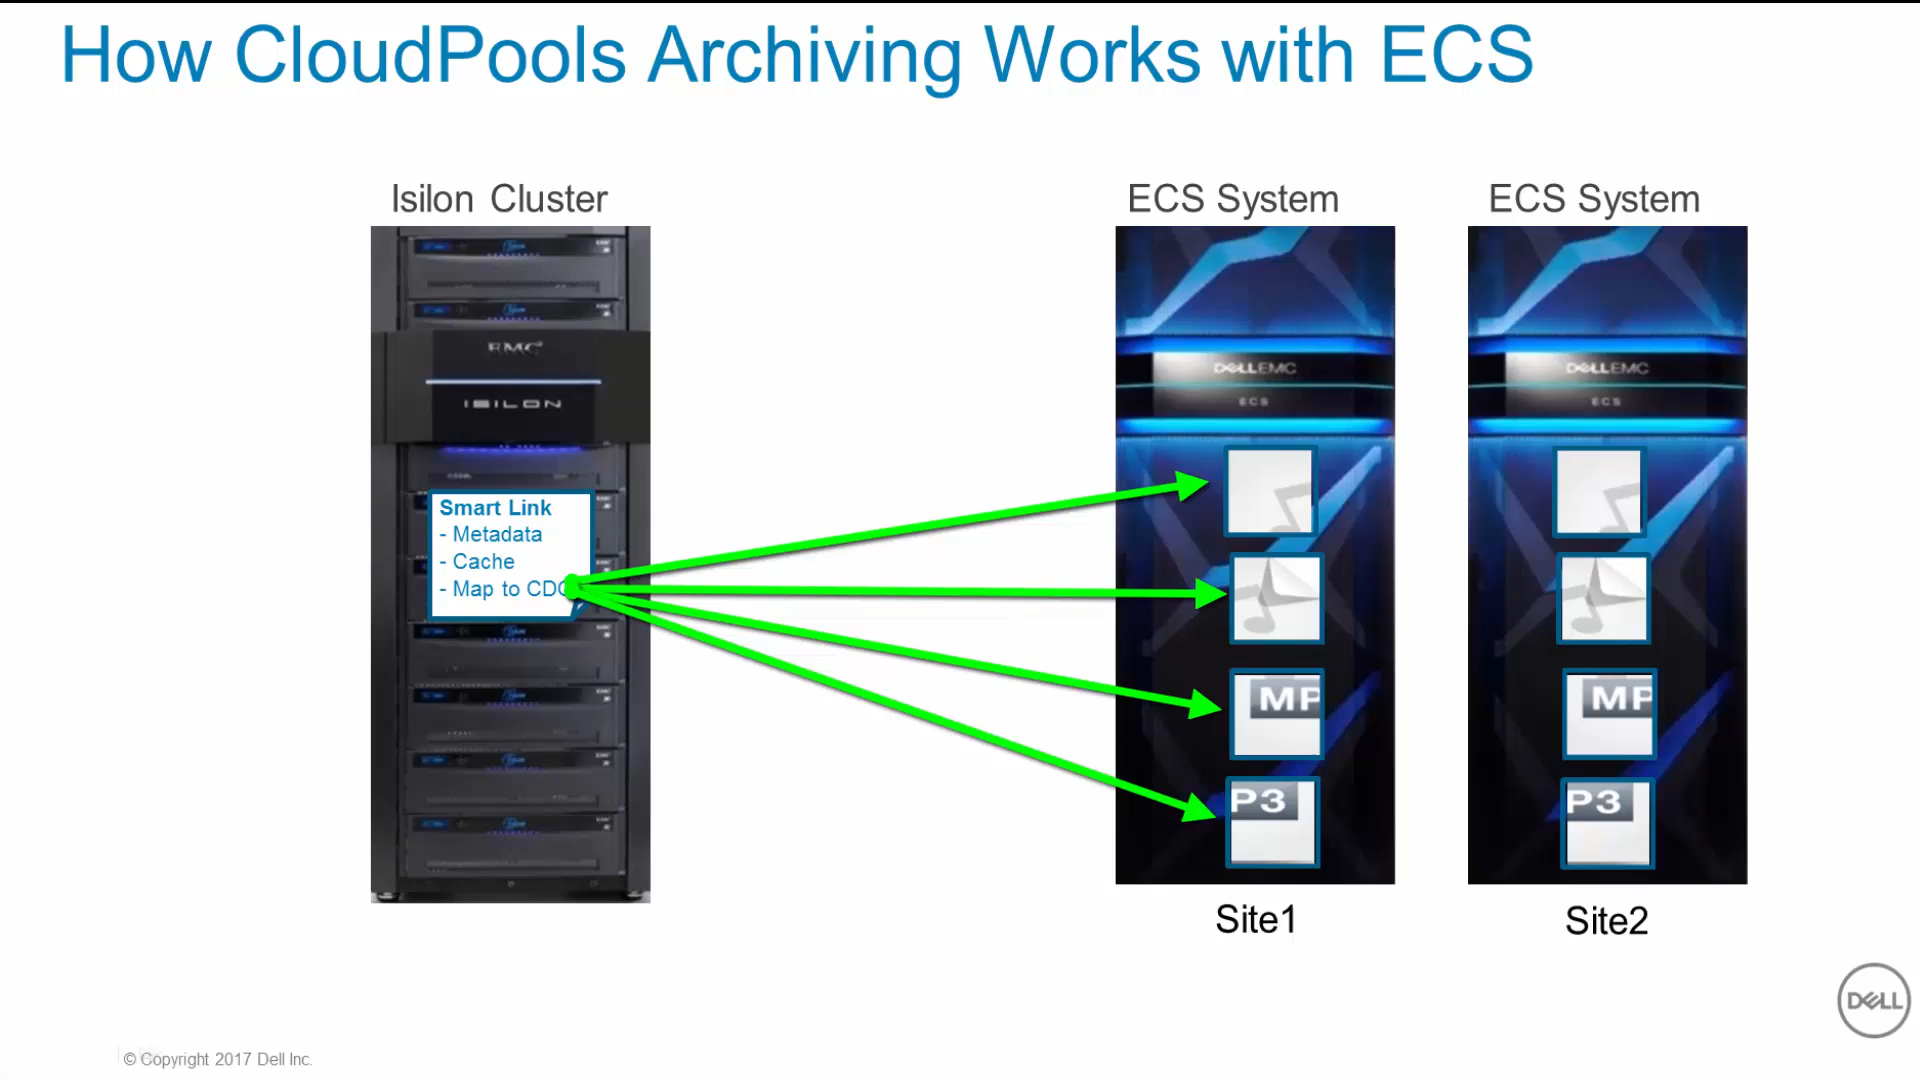 How CloudPools Archiving Works with ECS
Isilon Cluster
ECS System
ECS System
EMC²
ISILON
DELLEMC
ECS
DELLEMC
ECS
Smart Link
- Metadata
- Cache
- Map to CDO
MP
P3
MP
P3
Site1
Site2
DELL
© Copyright 2017 Dell Inc.